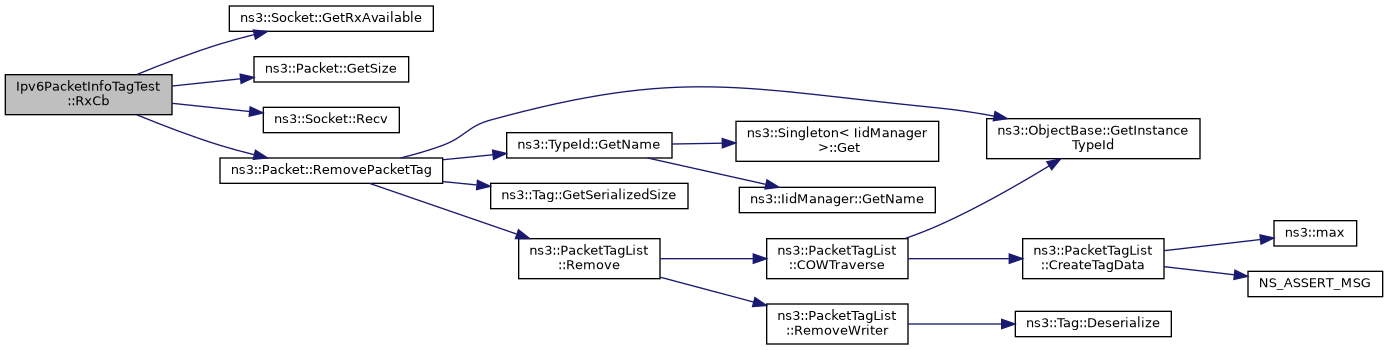 Ipv6PacketInfoTagTest
::RxCb
ns3::Socket::GetRxAvailable
ns3::Packet::GetSize
ns3::Socket::Recv
ns3::Packet::RemovePacketTag
ns3::TypeId::GetName
ns3::Tag::GetSerializedSize
ns3::PacketTagList
::Remove
ns3::Singleton< IidManager
>::Get
ns3::IidManager::GetName
ns3::PacketTagList
::COWTraverse
ns3::PacketTagList
::RemoveWriter
ns3::ObjectBase::GetInstance
TypeId
ns3::PacketTagList
::CreateTagData
ns3::Tag::Deserialize
ns3::max
NS_ASSERT_MSG